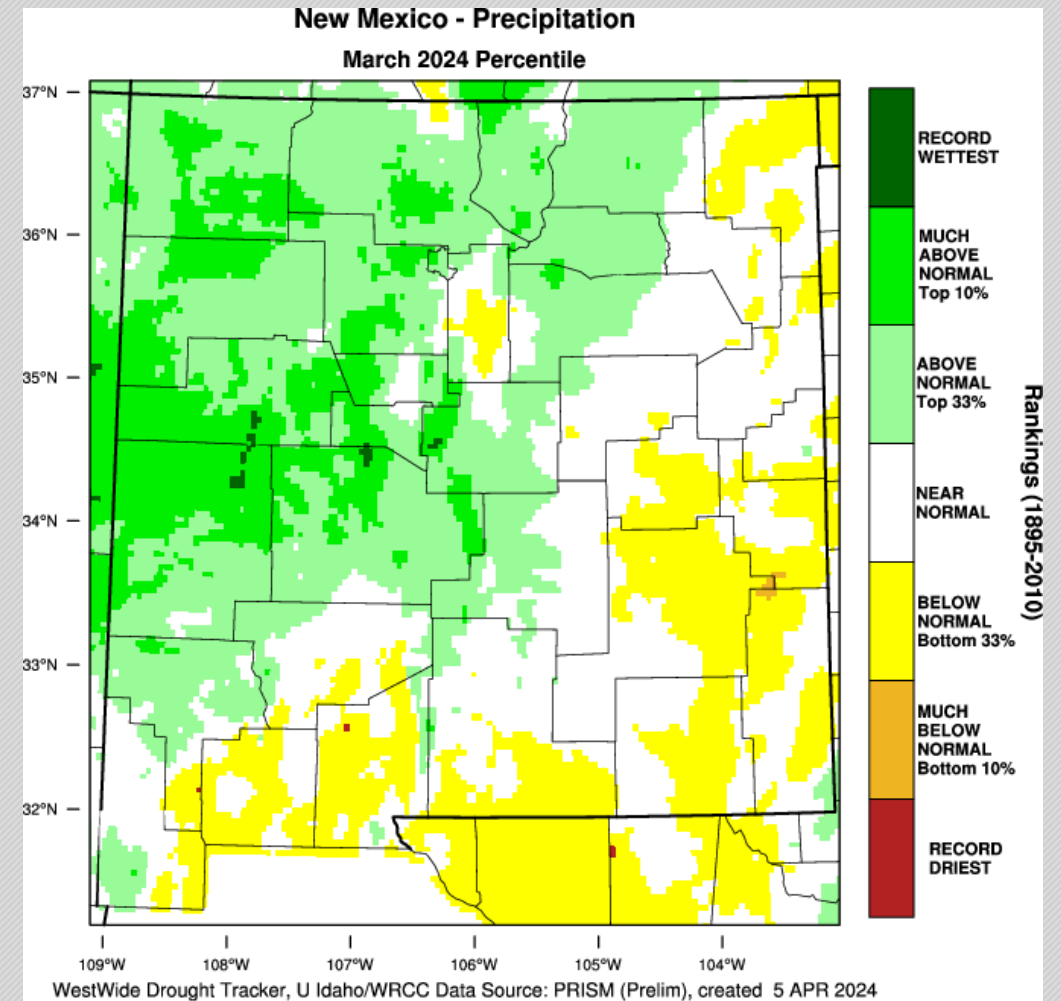 New Mexico - Precipitation
March 2024 Percentile
37°N
36°N
35°N
34°N
33°N
32°N
109°W
108°W
107°W
106°W
105°W
104°W
RECORD
WETTEST
MUCH
ABOVE
NORMAL
Top 10%
ABOVE
NORMAL
Top 33%
NEAR
NORMAL
BELOW
NORMAL
Bottom 33%
MUCH
BELOW
NORMAL
Bottom 10%
RECORD
DRIEST
Rankings (1895-2010)
WestWide Drought Tracker, U Idaho/WRCC Data Source: PRISM (Prelim), created 5 APR 2024